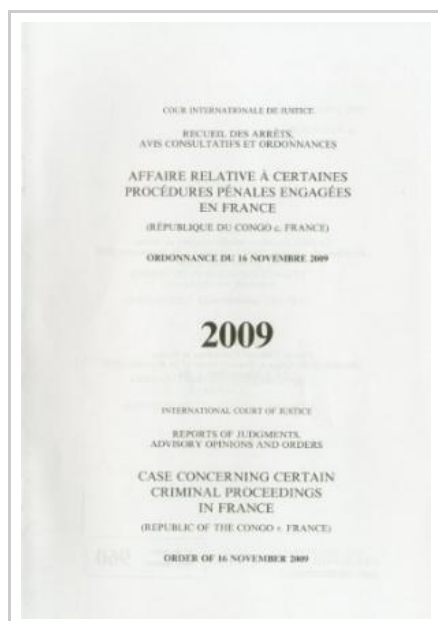 COUR INTERNATIONALE DE JUSTICE
RECUEIL DES ARRÊTS,
AVIS CONSULTATIFS ET ORDONNANCES
AFFAIRE RELATIVE À CERTAINES
PROCÉDURES PÉNALES ENGAGÉES
EN FRANCE
(RÉPUBLIQUE DU CONGO c. FRANCE)
ORDONNANCE DU 16 NOVEMBRE 2009
2009
INTERNATIONAL COURT OF JUSTICE
REPORTS OF JUDGMENTS,
ADVISORY OPINIONS AND ORDERS
CASE CONCERNING CERTAIN
CRIMINAL PROCEEDINGS
IN FRANCE
(REPUBLIC OF THE CONGO v. FRANCE)
ORDER OF 16 NOVEMBER 2009